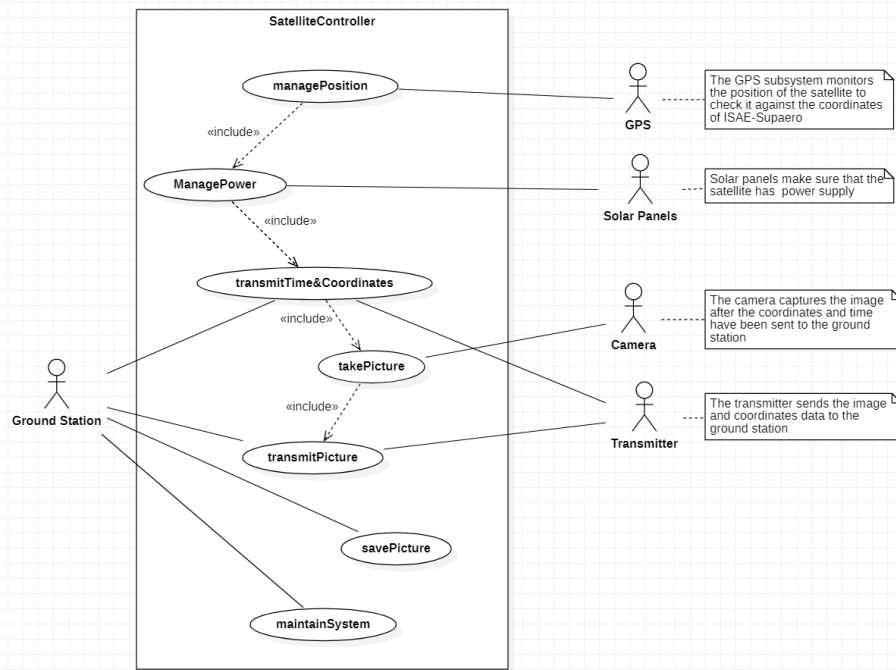 SatelliteController
managePosition
«include»
ManagePower
«include»
transmitTime&Coordinates
«include»
takePicture
«include»
transmitPicture
savePicture
maintainSystem
Ground Station
GPS
The GPS subsystem monitors
the position of the satellite to
check it against the coordinates
of ISAE-Supaero
Solar Panels
Solar panels make sure that the
satellite has power supply
Camera
The camera captures the image
after the coordinates and time
have been sent to the ground
station
Transmitter
The transmitter sends the image
and coordinates data to the
ground station